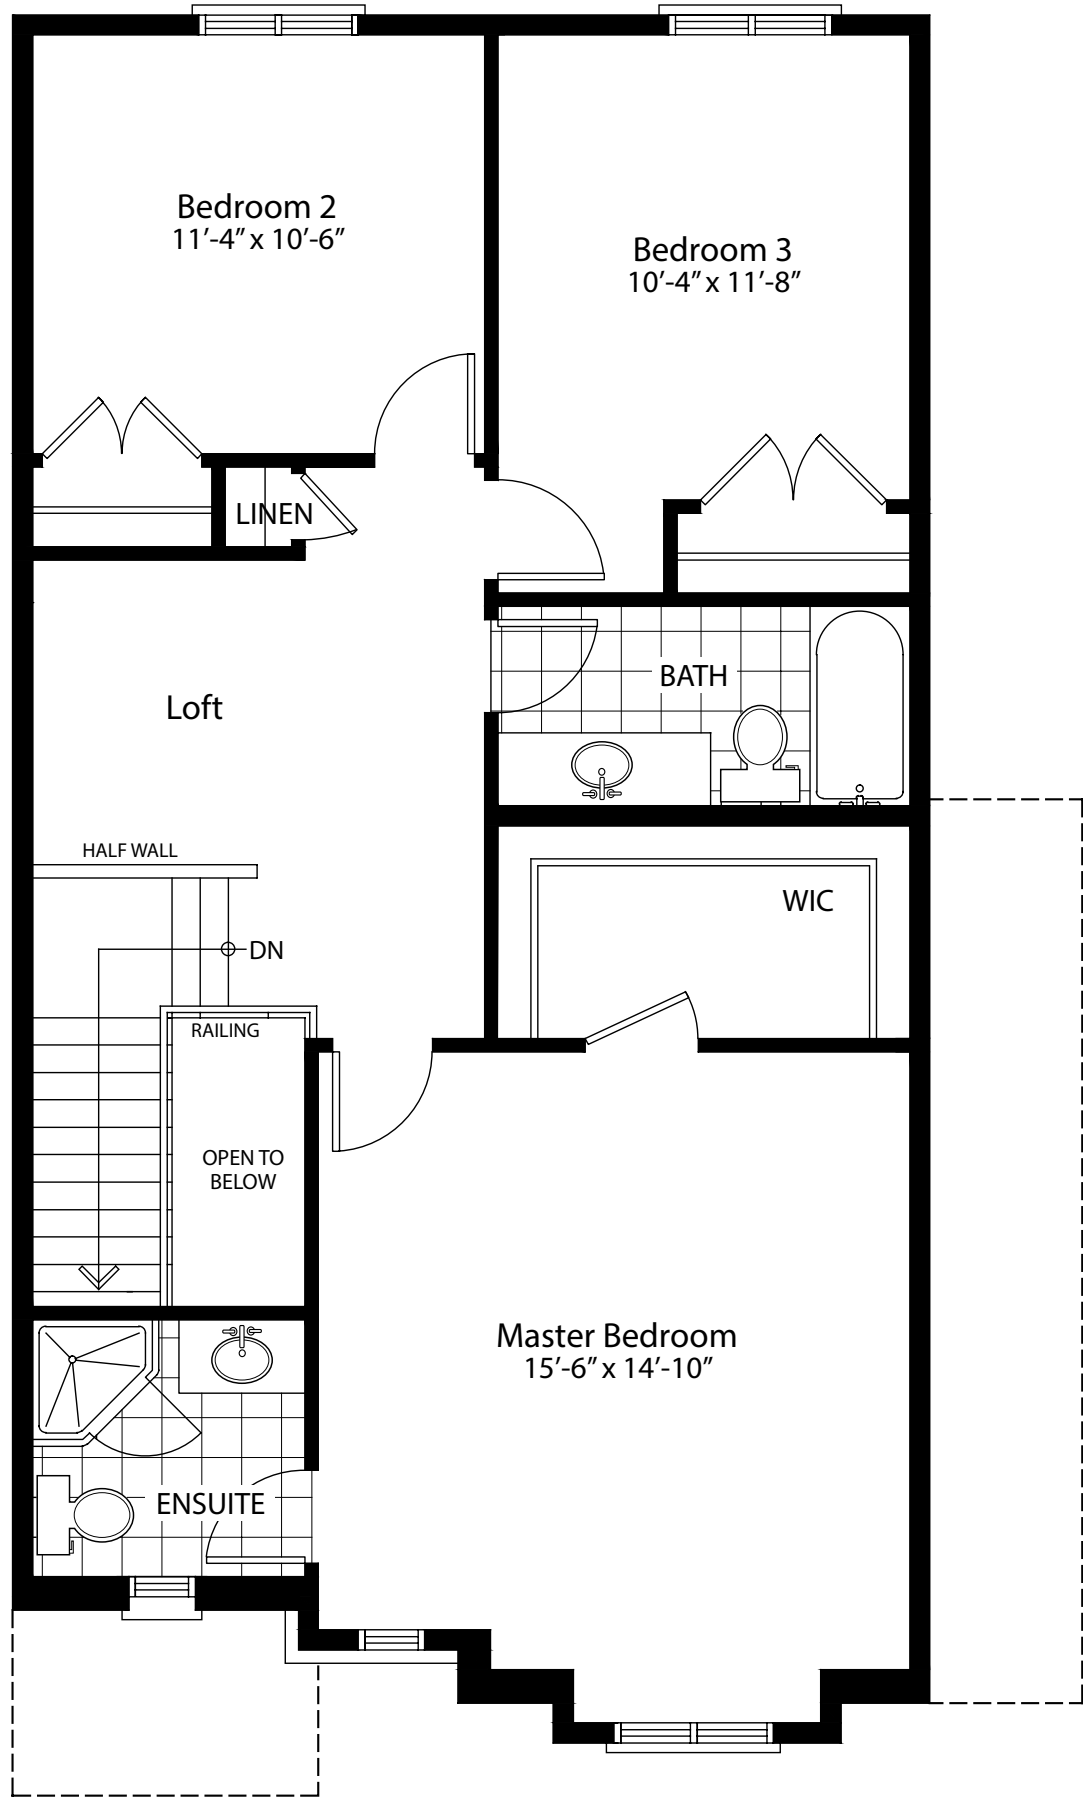 Bedroom 2
11’-4” x 10’-6”
Bedroom 3
10’-4” x 11’-8”
LINEN
BATH
Loft
HALF WALL
WIC
DN
RAILING
OPEN TO
BELOW
Master Bedroom
15’-6” x 14’-10”
ENSUITE